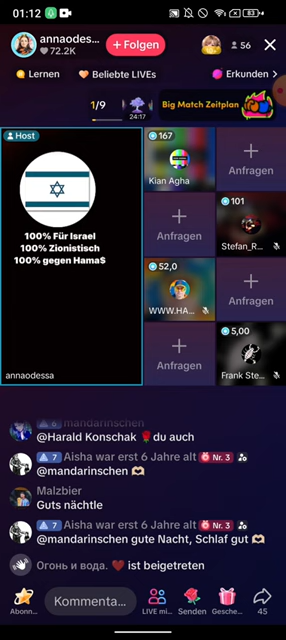 01:12
83
annaodes...
72.2K
+ Folgen
56
Lernen
Beliebte LIVEs
Erkunden
1/9
24:17
Big Match Zeitplan
Host
167
Kian Agha
Anfragen
100% Für Israel
100% Zionistisch
100% gegen Hama$
Anfragen
101
Stefan_R...
52,0
WWW.HA...
Anfragen
Anfragen
5,00
Frank Ste...
annaodessa
6 mandarinschen
@Harald Konschak 🌹du auch
7 Aisha war erst 6 Jahre alt Nr. 3
@mandarinschen 🫶🏻
Malzbier
Guts nächtle
7 Aisha war erst 6 Jahre alt Nr. 3
@mandarinschen gute Nacht, Schlaf gut 🫶🏻
Огонь и вода. ❤️ ist beigetreten
Abonn...
Kommenta...
LIVE mi...
Senden
Gesche...
45